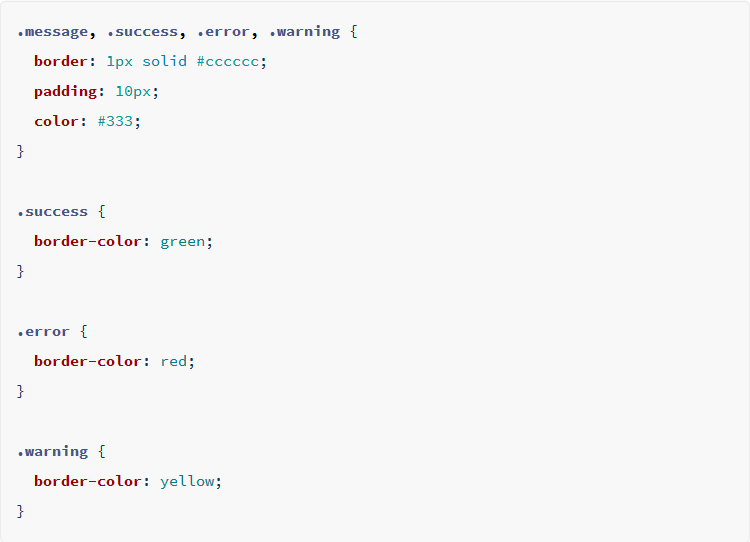 .message, .success, .error, .warning {
  border: 1px solid #cccccc;
  padding: 10px;
  color: #333;
}

.success {
  border-color: green;
}

.error {
  border-color: red;
}

.warning {
  border-color: yellow;
}